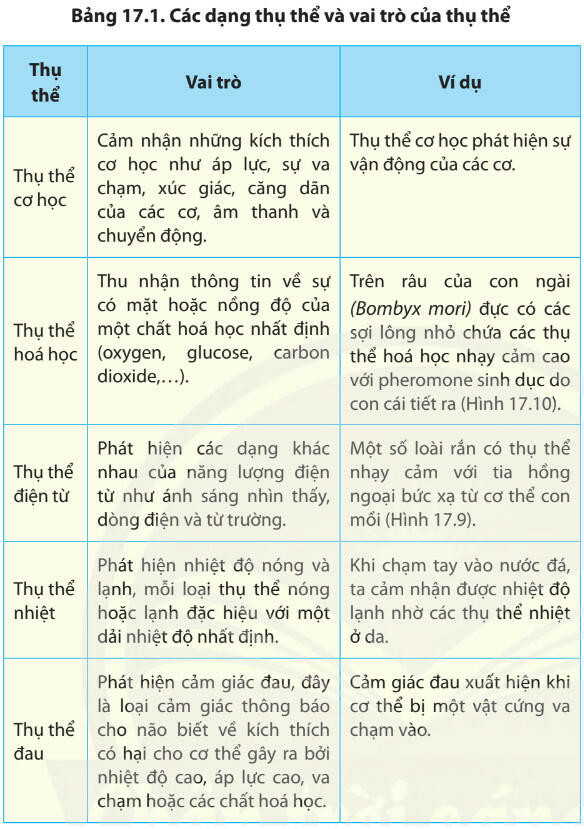 Bảng 17.1. Các dạng thụ thể và vai trò của thụ thể
Thụ
thể
Vai trò
Ví dụ
Thụ thể
cơ học
Cảm nhận những kích thích
cơ học như áp lực, sự va
chạm, xúc giác, căng dãn
của các cơ, âm thanh và
chuyển động.
Thụ thể cơ học phát hiện sự
vận động của các cơ.
Thụ thể
hoá học
Thu nhận thông tin về sự
có mặt hoặc nồng độ của
một chất hoá học nhất định
(oxygen, glucose, carbon
dioxide,…).
Trên râu của con ngài
(Bombyx mori) đực có các
sợi lông nhỏ chứa các thụ
thể hoá học nhạy cảm cao
với pheromone sinh dục do
con cái tiết ra (Hình 17.10).
Thụ thể
điện từ
Phát hiện các dạng khác
nhau của năng lượng điện
từ như ánh sáng nhìn thấy,
dòng điện và từ trường.
Một số loài rắn có thụ thể
nhạy cảm với tia hồng
ngoại bức xạ từ cơ thể con
mồi (Hình 17.9).
Thụ thể
nhiệt
Phát hiện nhiệt độ nóng và
lạnh, mỗi loại thụ thể nóng
hoặc lạnh đặc hiệu với một
dải nhiệt độ nhất định.
Khi chạm tay vào nước đá,
ta cảm nhận được nhiệt độ
lạnh nhờ các thụ thể nhiệt
ở da.
Thụ thể
đau
Phát hiện cảm giác đau, đây
là loại cảm giác thông báo
cho não biết về kích thích
có hại cho cơ thể gây ra bởi
nhiệt độ cao, áp lực cao, va
chạm hoặc các chất hoá học.
Cảm giác đau xuất hiện khi
cơ thể bị một vật cứng va
chạm vào.